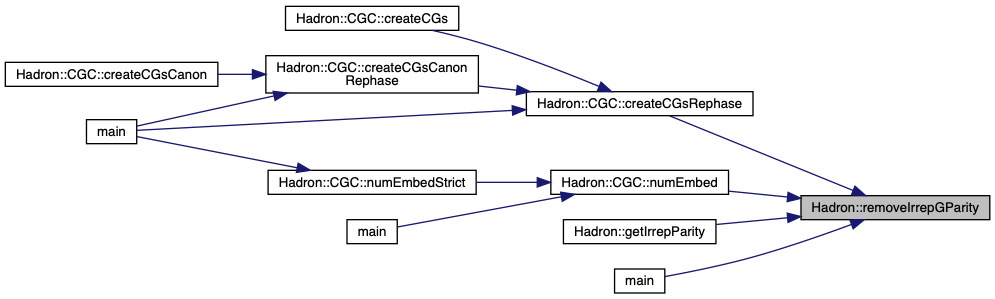 Hadron::CGC::createCGs
Hadron::CGC::createCGsCanon
Hadron::CGC::createCGsCanon
Rephase
Hadron::CGC::createCGsRephase
main
Hadron::CGC::numEmbedStrict
Hadron::CGC::numEmbed
Hadron::removeIrrepGParity
main
Hadron::getIrrepParity
main